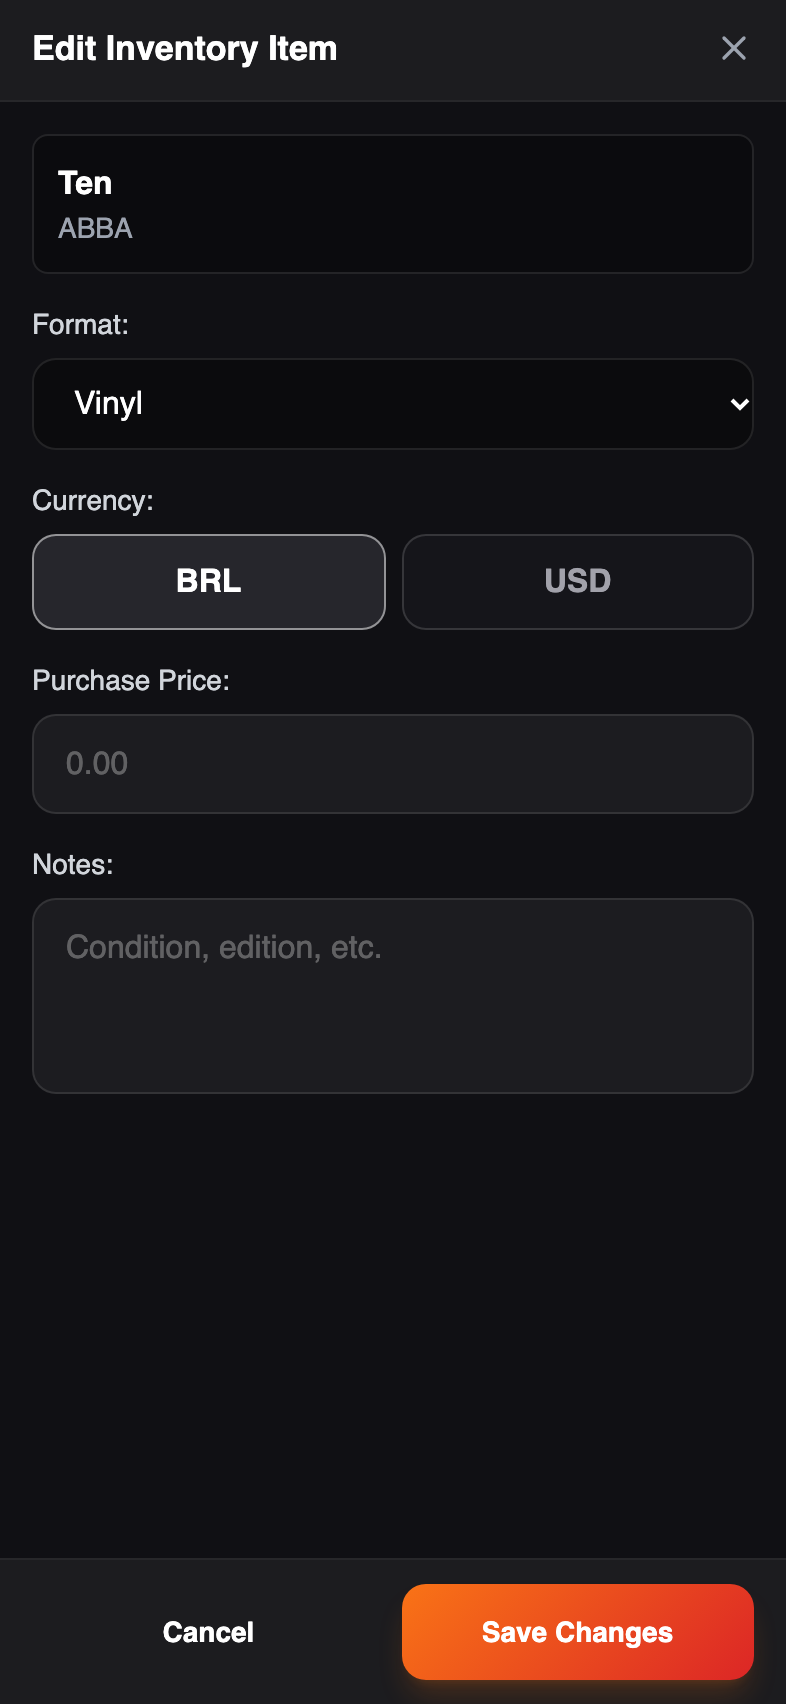 Edit Inventory Item
Ten
ABBA
Format:
Vinyl
Currency:
BRL USD
Purchase Price:
0.00
Notes:
Condition, edition, etc.
Cancel Save Changes